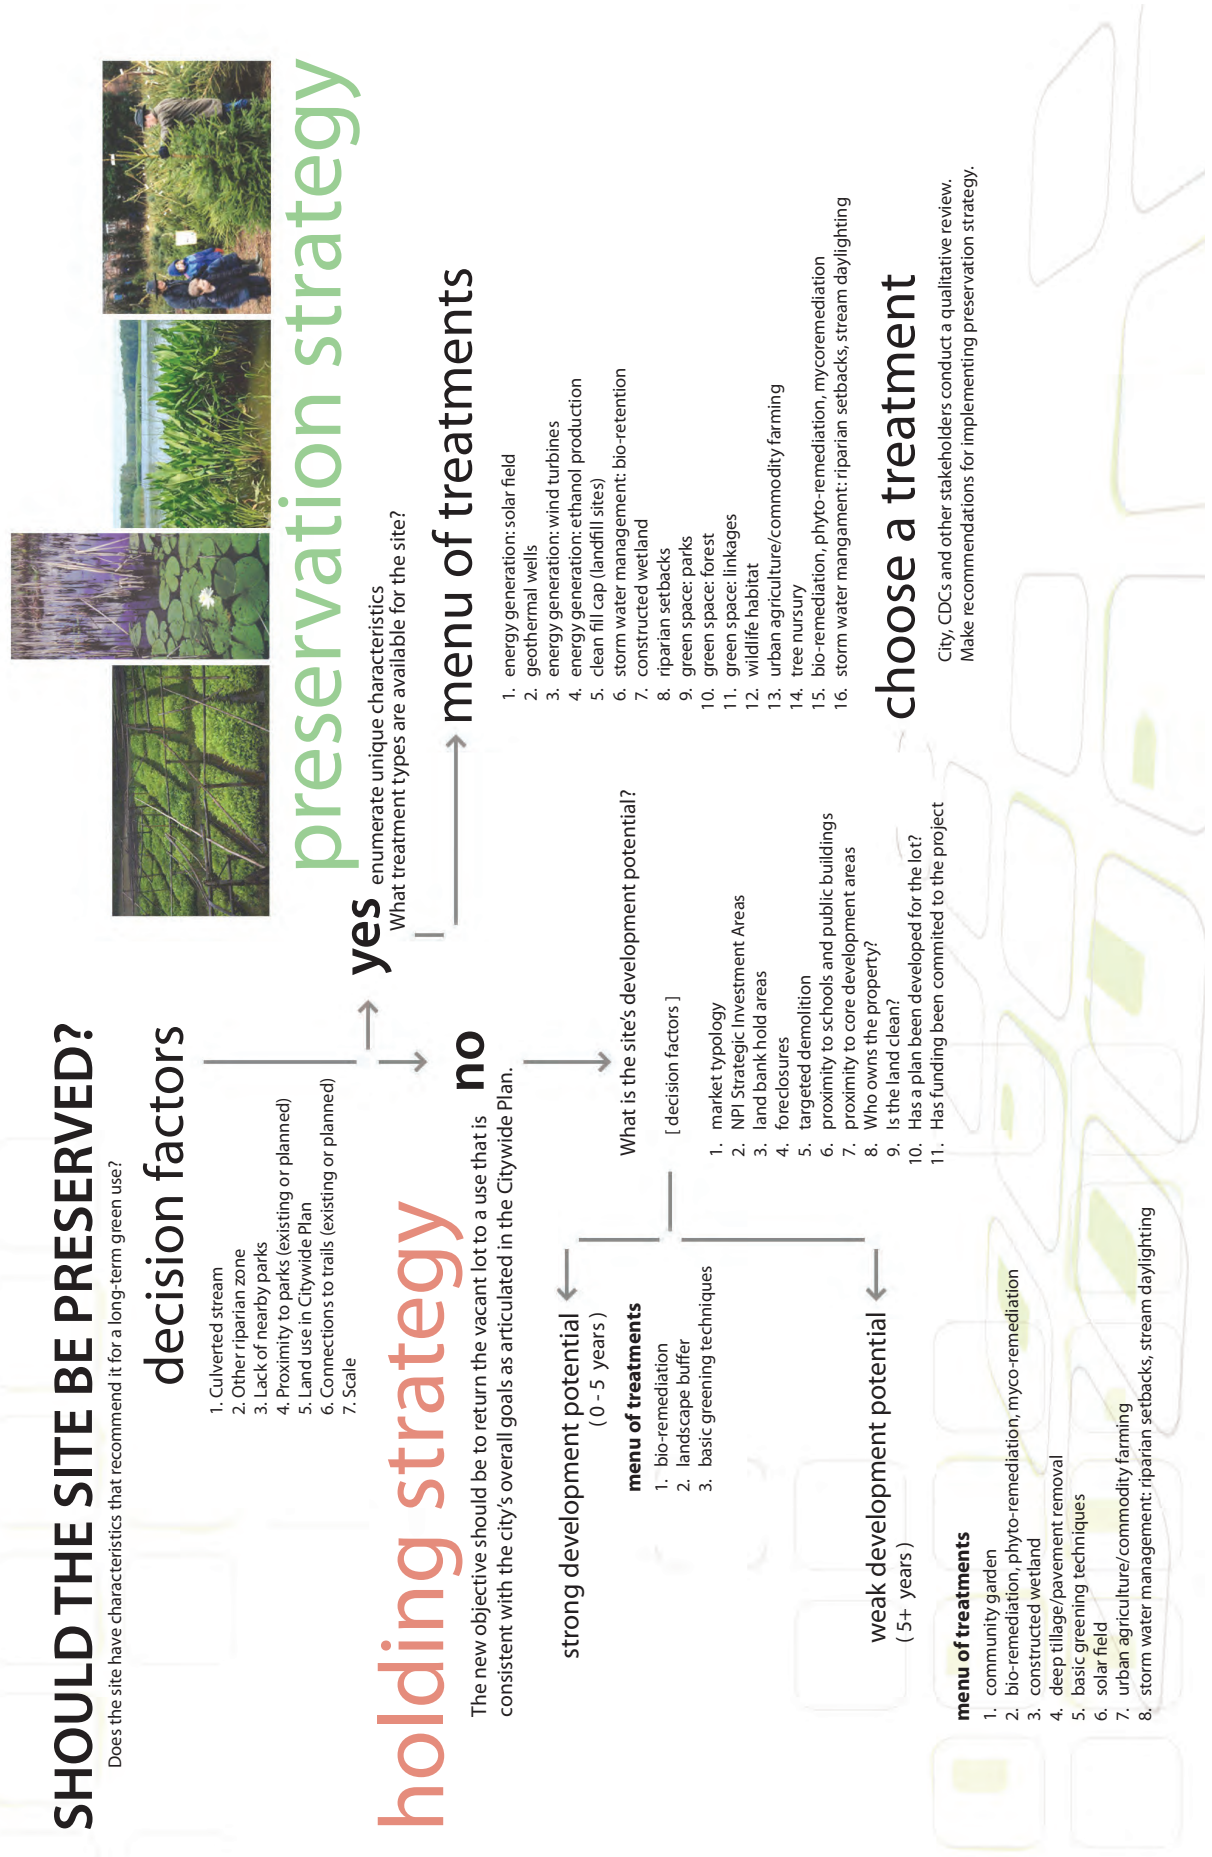 SHOULD THE SITE BE PRESERVED?
Does the site have characteristics that recommend it for a long-term green use?
decision factors
1. Culverted stream
2. Other riparian zone
3. Lack of nearby parks
4. Proximity to parks (existing or planned)
5. Land use in Citywide Plan
6. Connections to trails (existing or planned)
7. Scale
preservation strategy
yes enumerate unique characteristics
What treatment types are available for the site?
menu of treatments
1. energy generation: solar field
2. geothermal wells
3. energy generation: wind turbines
4. energy generation: ethanol production
5. clean fill cap (landfill sites)
6. storm water management: bio-retention
7. constructed wetland
8. riparian setbacks
9. green space: parks
10. green space: forest
11. green space: linkages
12. wildlife habitat
13. urban agriculture/commodity farming
14. tree nursury
15. bio-remediation, phyto-remediation, mycoremediation
16. storm water mangament: riparian setbacks, stream daylighting
choose a treatment
City, CDCs and other stakeholders conduct a qualitative review.
Make recommendations for implementing preservation strategy.
holding strategy
no
The new objective should be to return the vacant lot to a use that is
consistent with the city's overall goals as articulated in the Citywide Plan.
What is the site's development potential?
[ decision factors ]
1. market typology
2. NPI Strategic Investment Areas
3. land bank hold areas
4. foreclosures
5. targeted demolition
6. proximity to schools and public buildings
7. proximity to core development areas
8. Who owns the property?
9. Is the land clean?
10. Has a plan been developed for the lot?
11. Has funding been commited to the project
strong development potential
( 0 - 5 years )
menu of treatments
1. bio-remediation
2. landscape buffer
3. basic greening techniques
weak development potential
( 5+ years )
menu of treatments
1. community garden
2. bio-remediation, phyto-remediation, myco-remediation
3. constructed wetland
4. deep tillage/pavement removal
5. basic greening techniques
6. solar field
7. urban agriculture/commodity farming
8. storm water management: riparian setbacks, stream daylighting